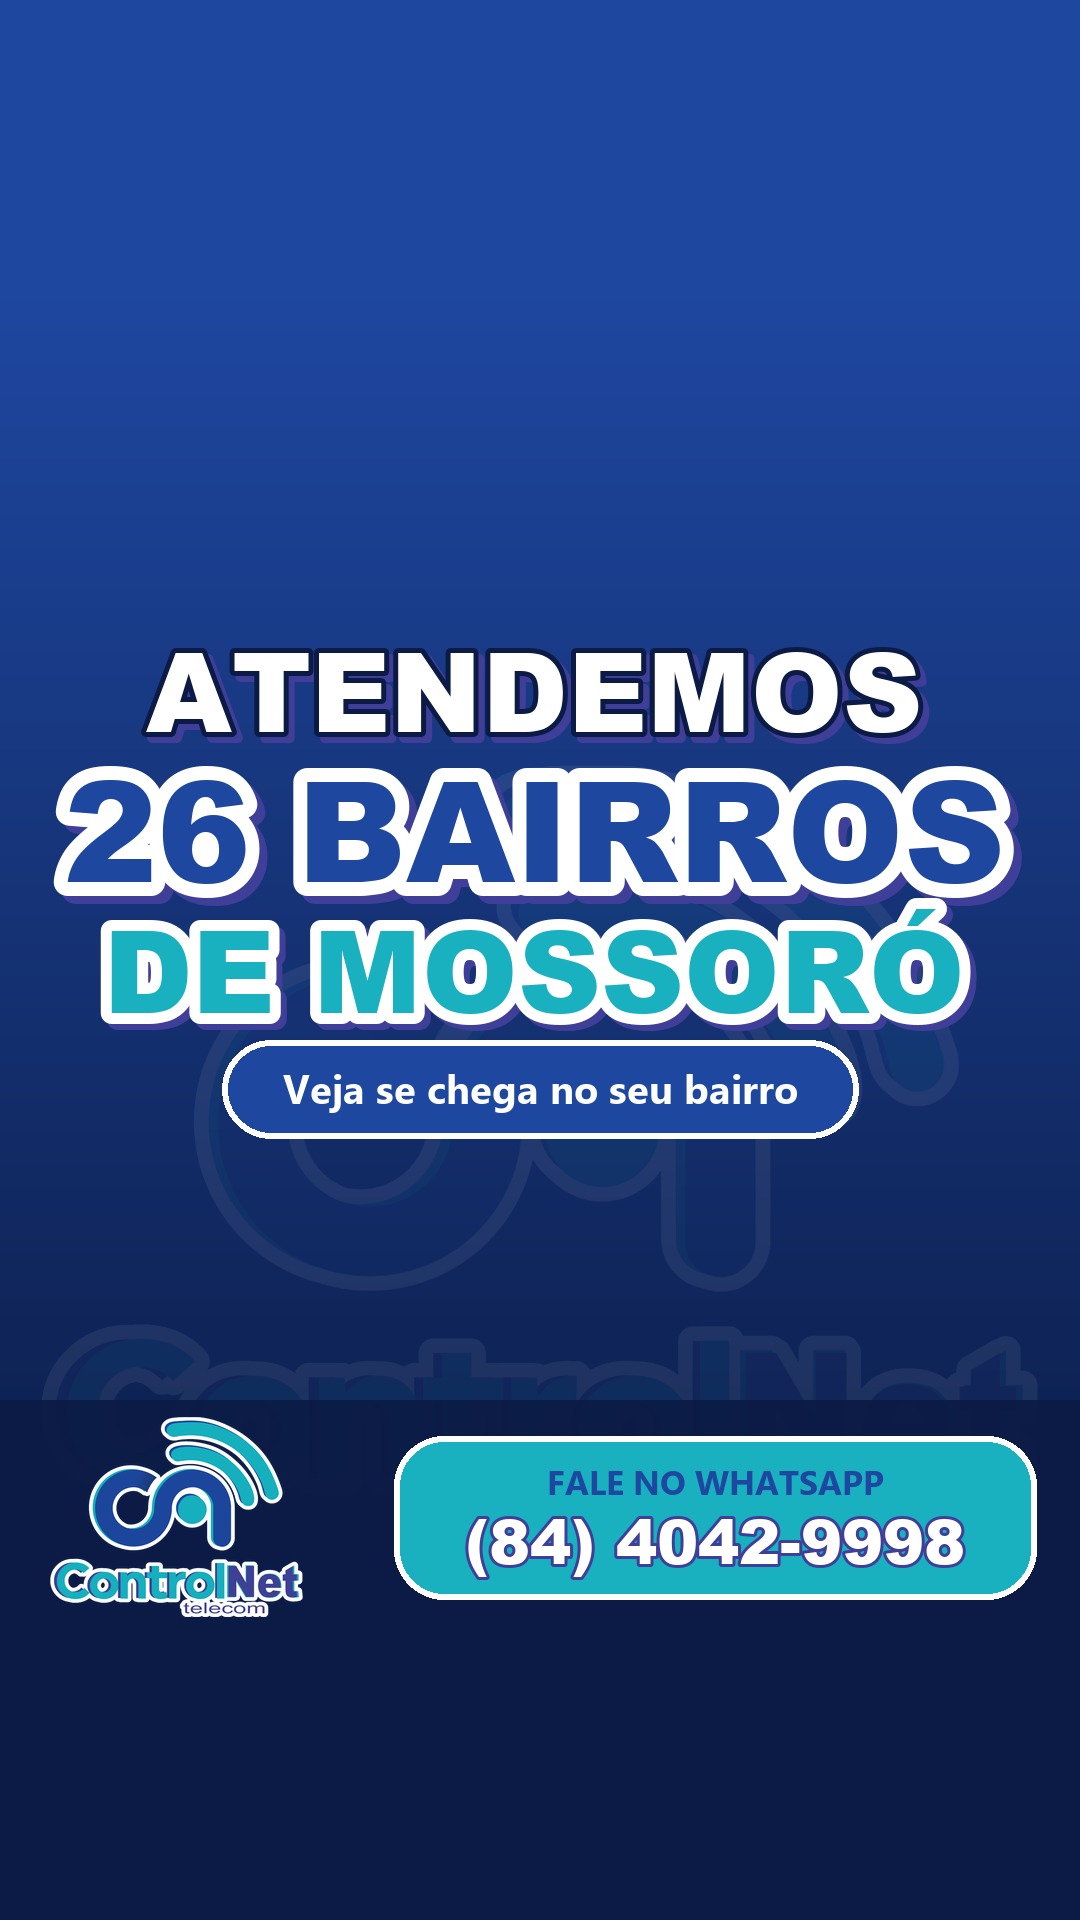 ATENDEMOS
26 BAIRROS
DE MOSSORÓ
Veja se chega no seu bairro
ControlNet
FALE NO WHATSAPP
(84) 4042-9998
ControlNet
telecom